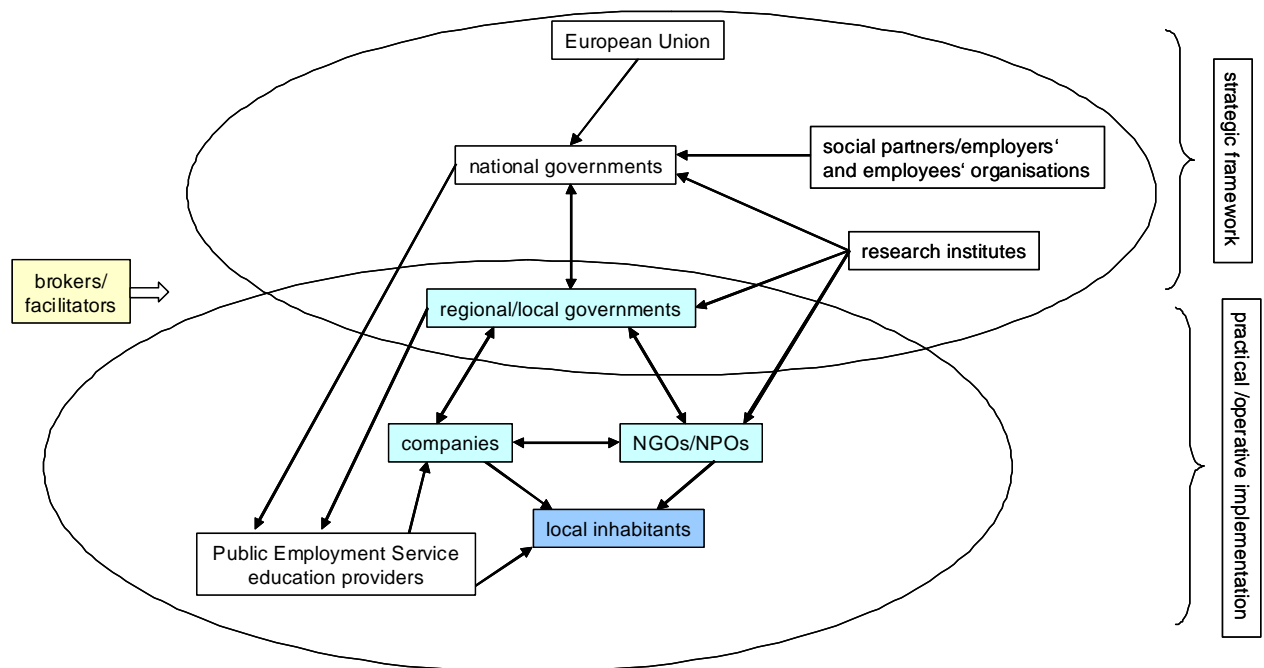 European Union
strategic framework
social partners/employers‘
and employees‘ organisations
national governments
research institutes
brokers/
facilitators
regional/local governments
practical /operative implementation
companies
NGOs/NPOs
local inhabitants
Public Employment Service
education providers